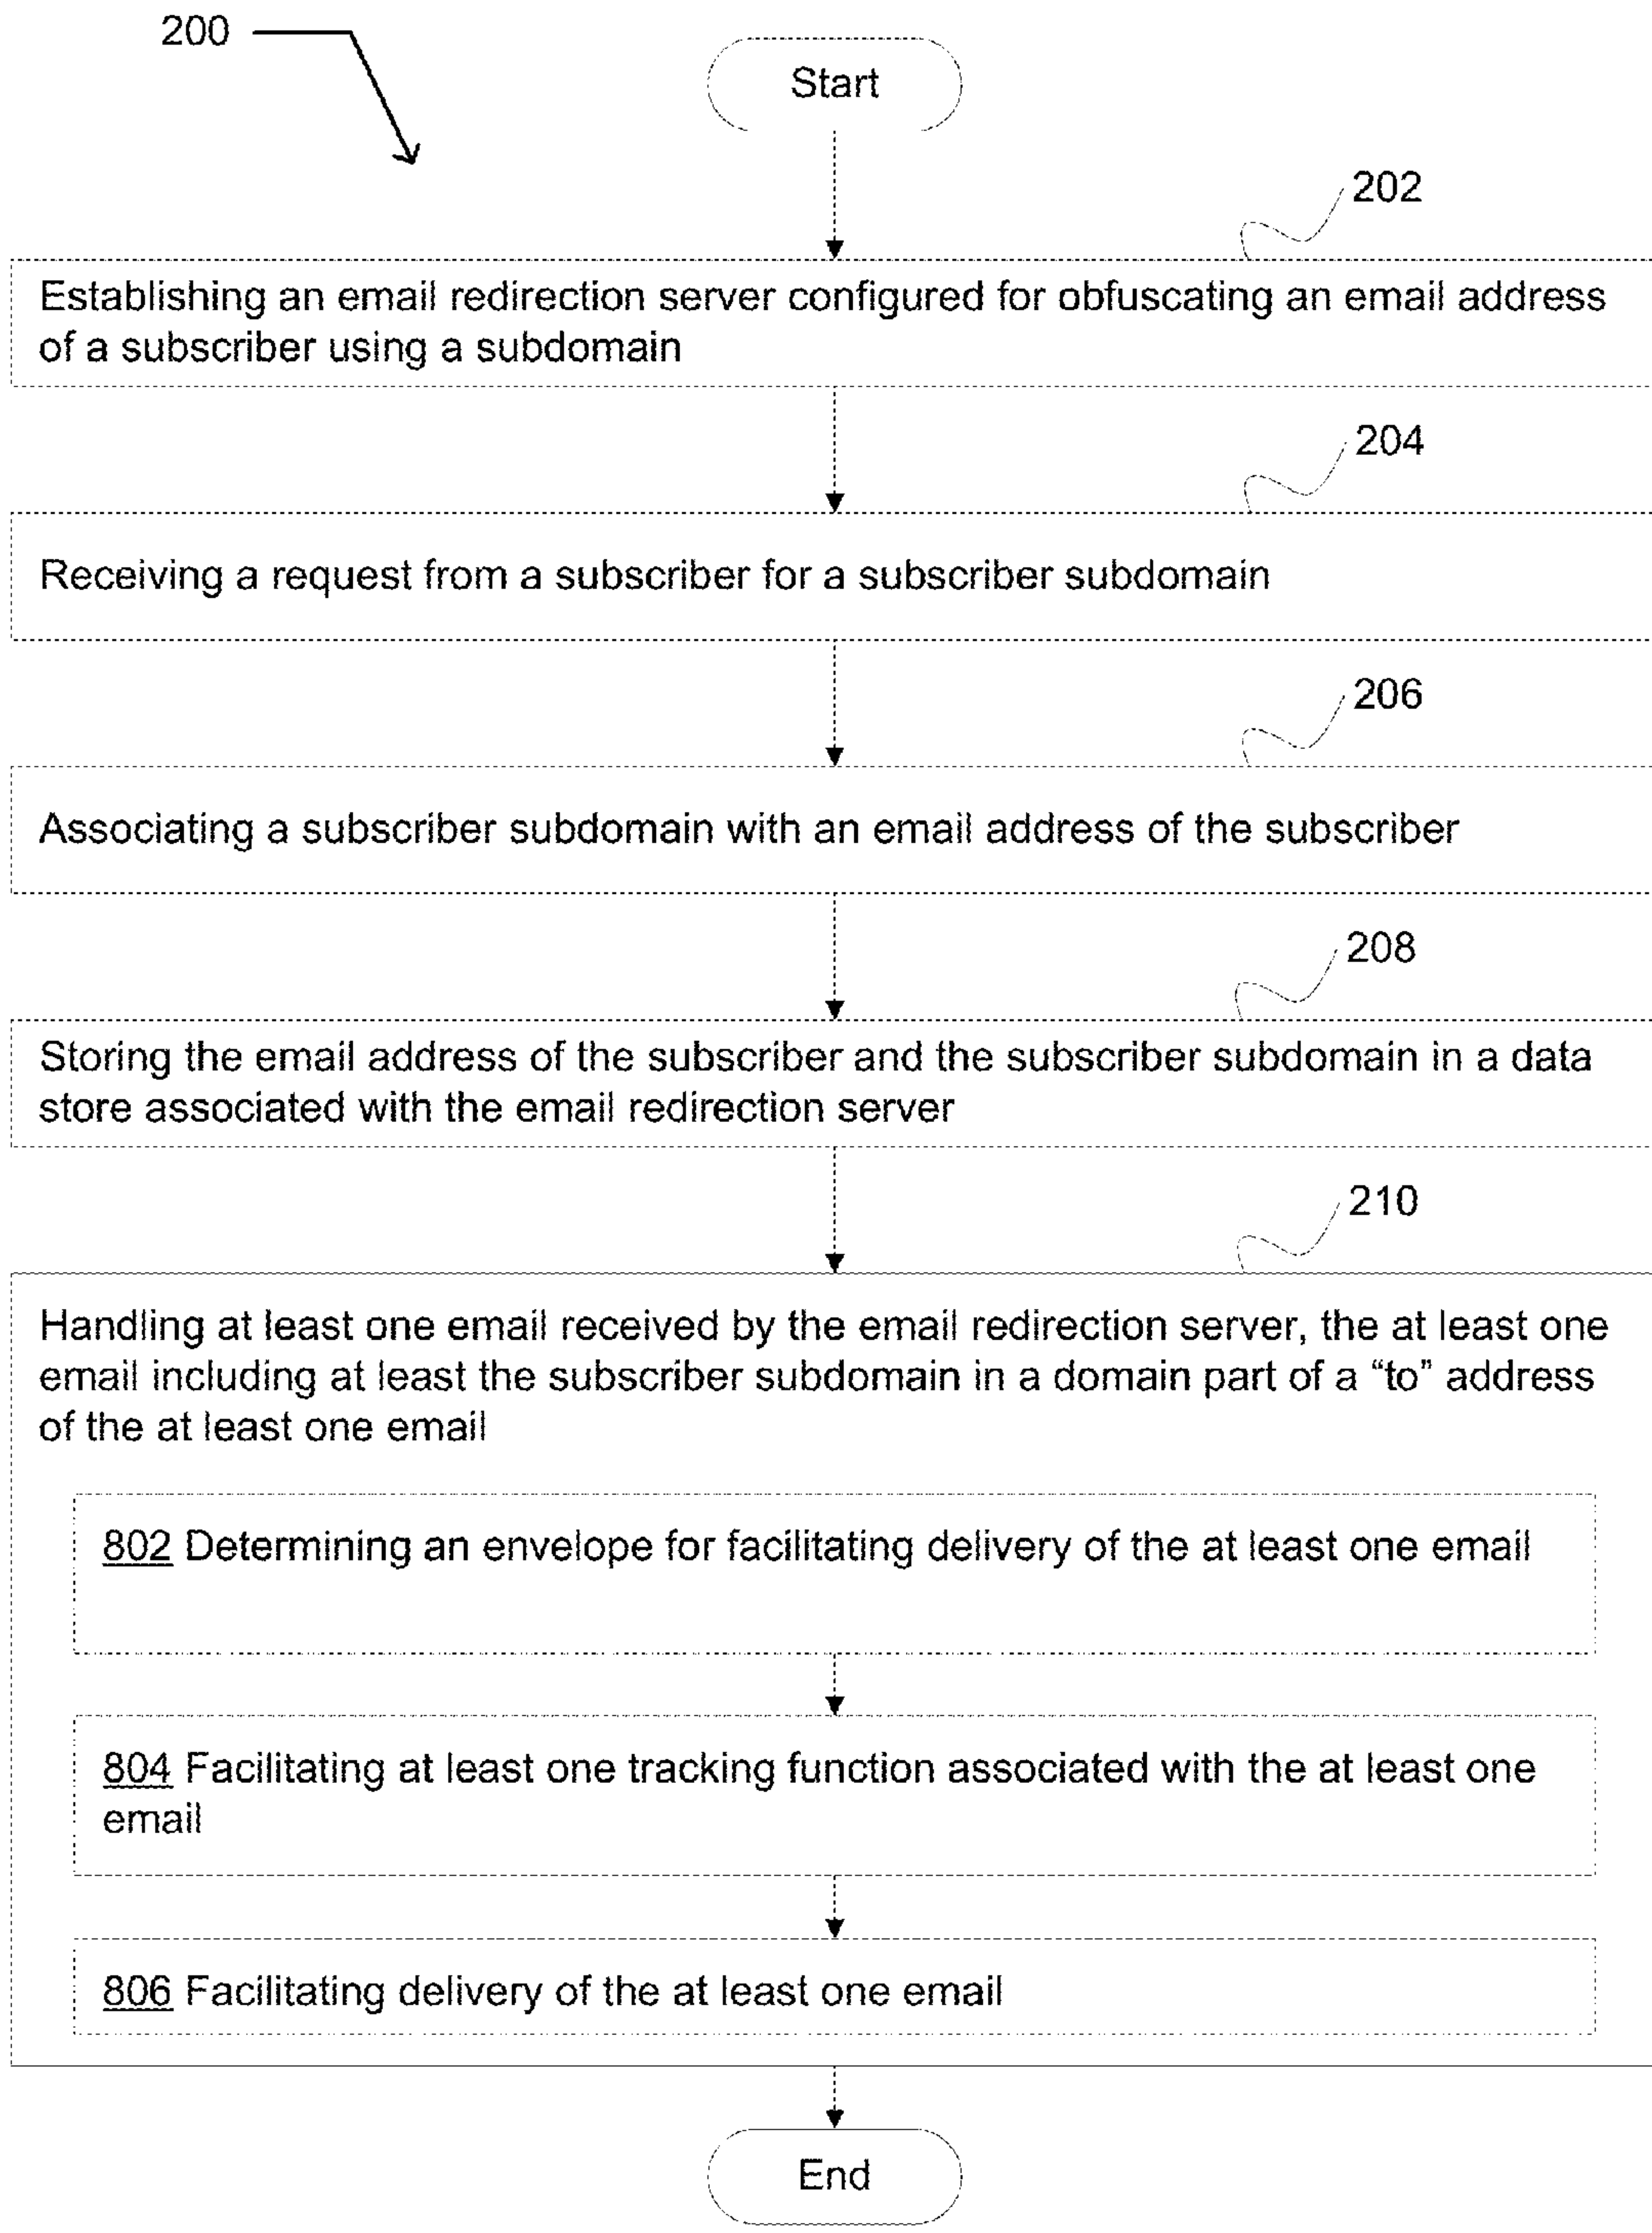 200
Start
202
Establishing an email redirection server configured for obfuscating an email address
of a subscriber using a subdomain
204
Receiving a request from a subscriber for a subscriber subdomain
206
Associating a subscriber subdomain with an email address of the subscriber
208
Storing the email address of the subscriber and the subscriber subdomain in a data
store associated with the email redirection server
210
Handling at least one email received by the email redirection server, the at least one
email including at least the subscriber subdomain in a domain part of a “to” address
of the at least one email
802 Determining an envelope for facilitating delivery of the at least one email
804 Facilitating at least one tracking function associated with the at least one
email
806 Facilitating delivery of the at least one email
End